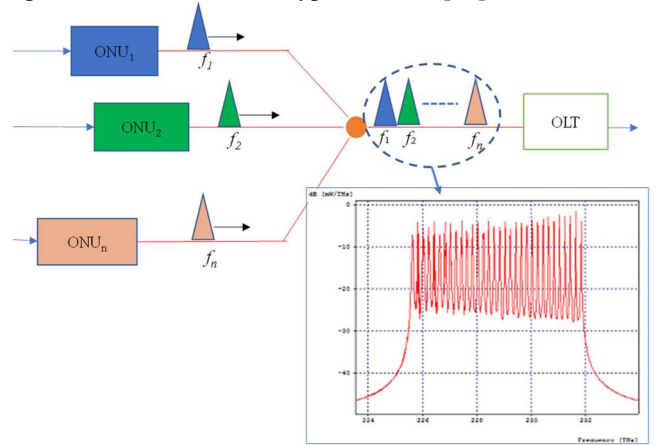 ONU1
f1
ONU2
f2
f1 f2 fn
OLT
ONUn
fn
dB [mW/THz]
0
-10
-20
-30
-40
224 226 228 230 232
Frequency [THz]